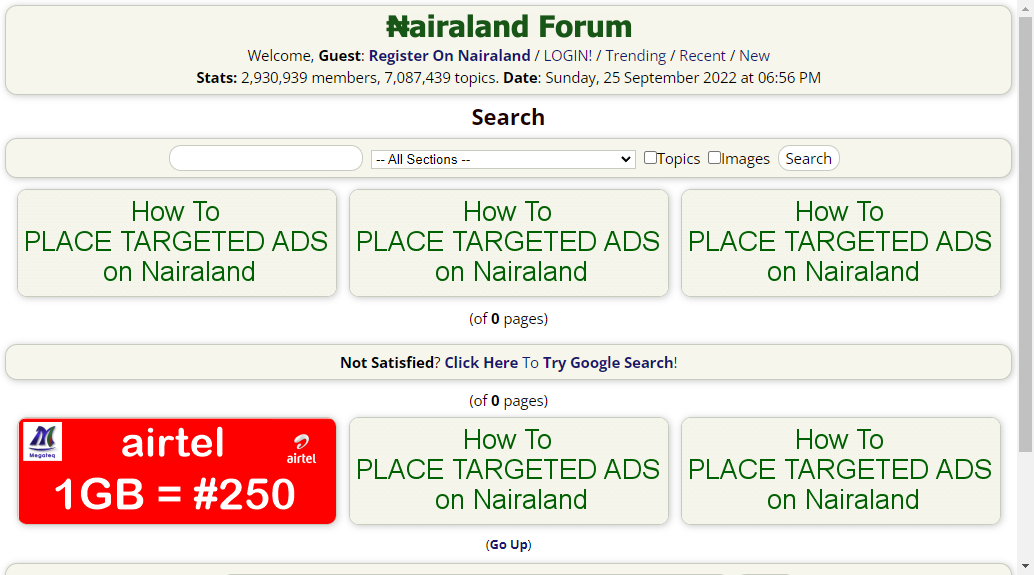 ₦airaland Forum
Welcome, Guest: Register On Nairaland / LOGIN! / Trending / Recent / New
Stats: 2,930,939 members, 7,087,439 topics. Date: Sunday, 25 September 2022 at 06:56 PM
Search
-- All Sections -- Topics Images Search
How To
PLACE TARGETED ADS
on Nairaland
How To
PLACE TARGETED ADS
on Nairaland
How To
PLACE TARGETED ADS
on Nairaland
(of 0 pages)
Not Satisfied? Click Here To Try Google Search!
(of 0 pages)
Megateq
airtel
airtel
1GB = #250
How To
PLACE TARGETED ADS
on Nairaland
How To
PLACE TARGETED ADS
on Nairaland
(Go Up)